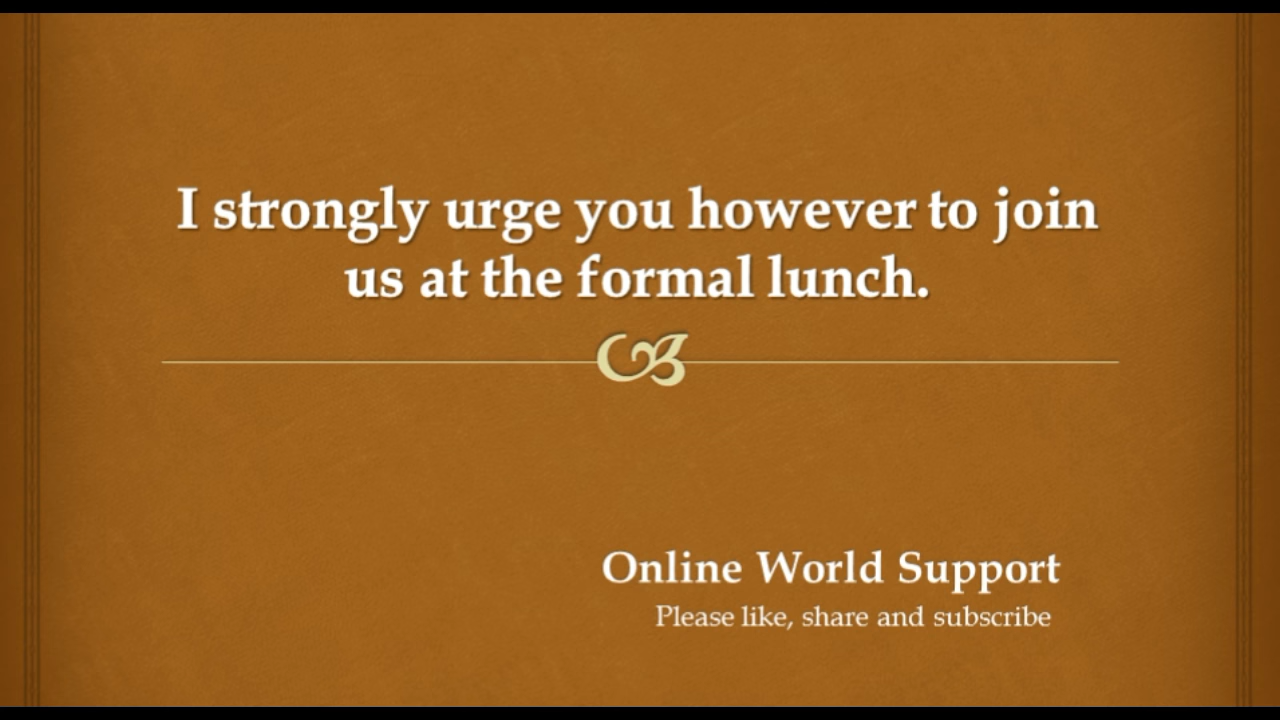 I strongly urge you however to join
us at the formal lunch.
Online World Support
Please like, share and subscribe